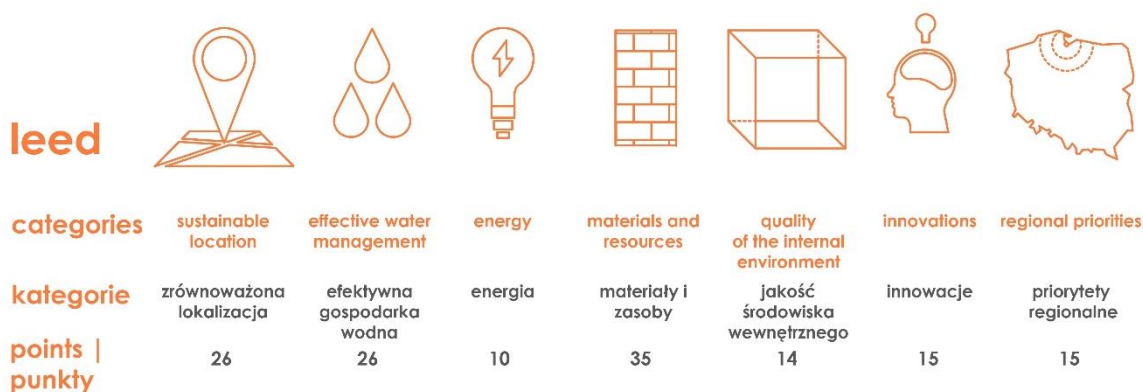 leed
categories
sustainable location
effective water management
energy
materials and resources
quality of the internal environment
innovations
regional priorities
kategorie
zrównoważona lokalizacja
efektywna gospodarka wodna
energia
materiały i zasoby
jakość środowiska wewnętrznego
innowacje
priorytety regionalne
points | punkty
26
26
10
35
14
15
15